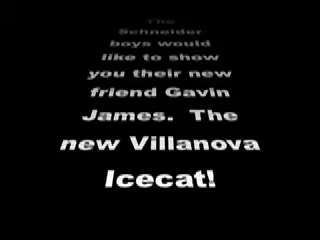 The
Schneider
boys would
like to show
you their new
friend Gavin
James. The
new Villanova
Icecat!